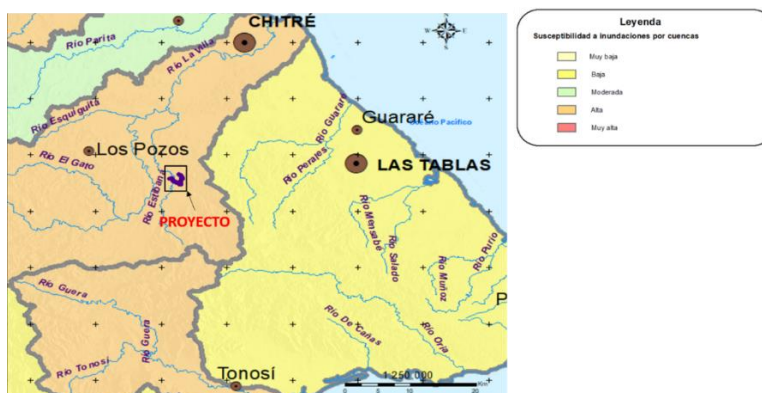 CHITRÉ
Río Parita
Río La Villa
Río Esquiguita
Los Pozos
Río El Gato
Río Estibana
PROYECTO
Guararé
Río Guararé
Pacífico
Río Perales
LAS TABLAS
Río Mensabé
Río Salado
Río Muñoz
Río Purio
P
Río Guera
Río Guera
Río De Cañas
Río Oria
Río Tonosí
Tonosí
1:250,000
N
S
E
Leyenda
Susceptibilidad a inundaciones por cuencas
Muy baja
Baja
Moderada
Alta
Muy alta